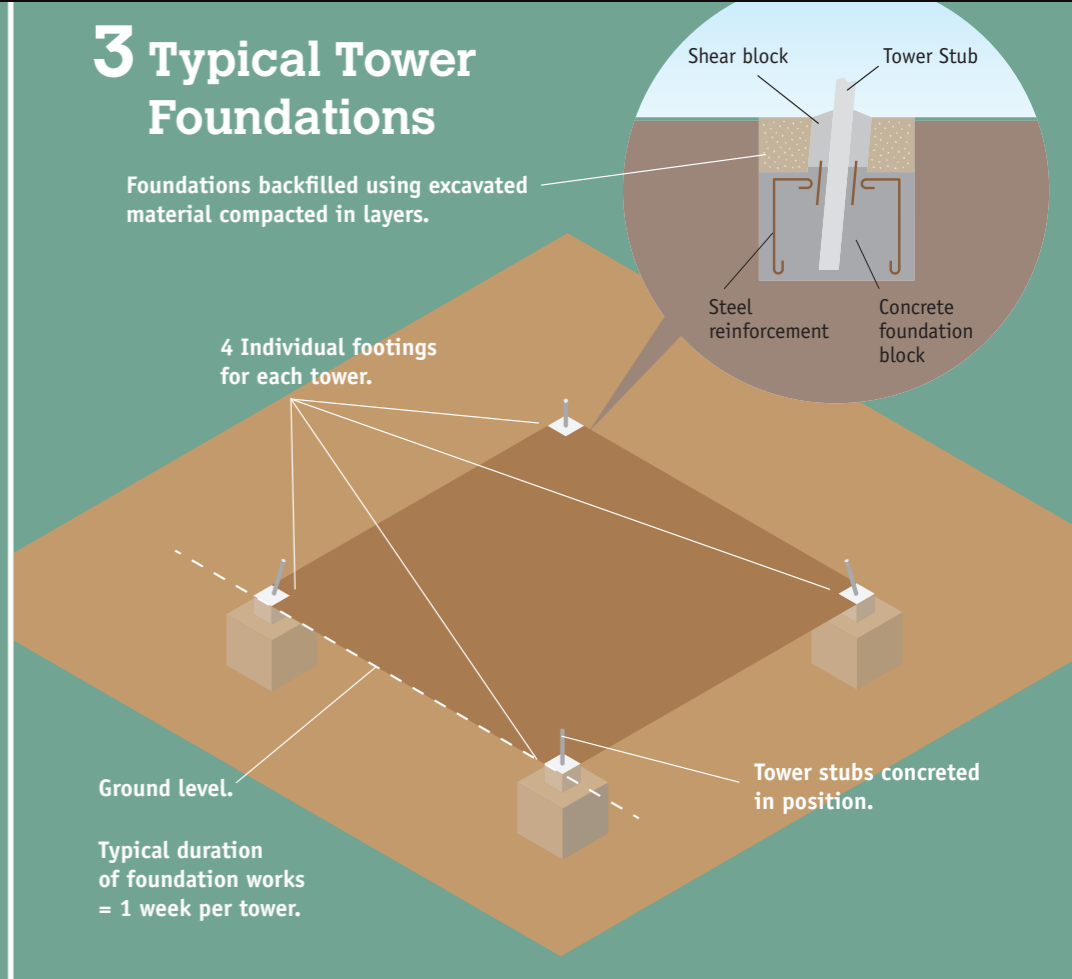 3 Typical Tower
Foundations
Shear block
Tower Stub
Foundations backfilled using excavated
material compacted in layers.
Steel
reinforcement
Concrete
foundation
block
4 Individual footings
for each tower.
Ground level.
Tower stubs concreted
in position.
Typical duration
of foundation works
= 1 week per tower.